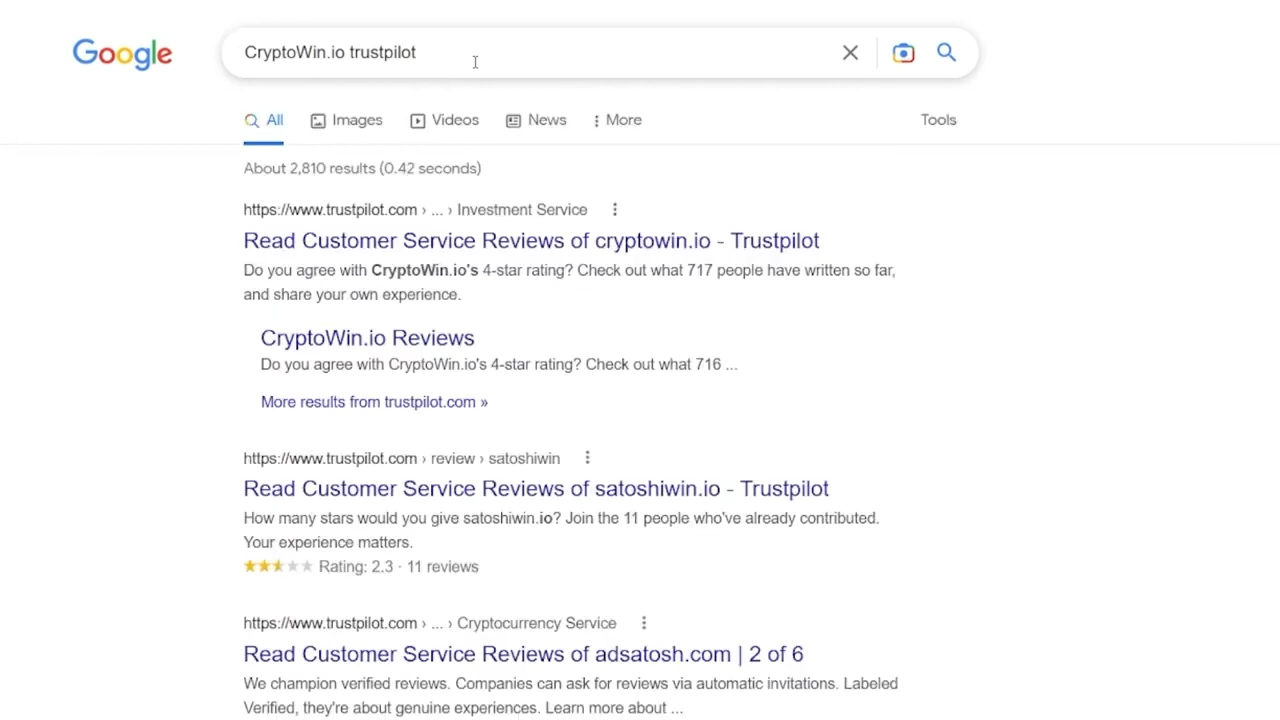 Google
CryptoWin.io trustpilot
All Images Videos News More Tools
About 2,810 results (0.42 seconds)
https://www.trustpilot.com › ... › Investment Service
Read Customer Service Reviews of cryptowin.io - Trustpilot
Do you agree with CryptoWin.io's 4-star rating? Check out what 717 people have written so far,
and share your own experience.
CryptoWin.io Reviews
Do you agree with CryptoWin.io's 4-star rating? Check out what 716 ...
More results from trustpilot.com »
https://www.trustpilot.com › review › satoshiwin
Read Customer Service Reviews of satoshiwin.io - Trustpilot
How many stars would you give satoshiwin.io? Join the 11 people who've already contributed.
Your experience matters.
Rating: 2.3 · 11 reviews
https://www.trustpilot.com › ... › Cryptocurrency Service
Read Customer Service Reviews of adsatosh.com | 2 of 6
We champion verified reviews. Companies can ask for reviews via automatic invitations. Labeled
Verified, they're about genuine experiences. Learn more about ...